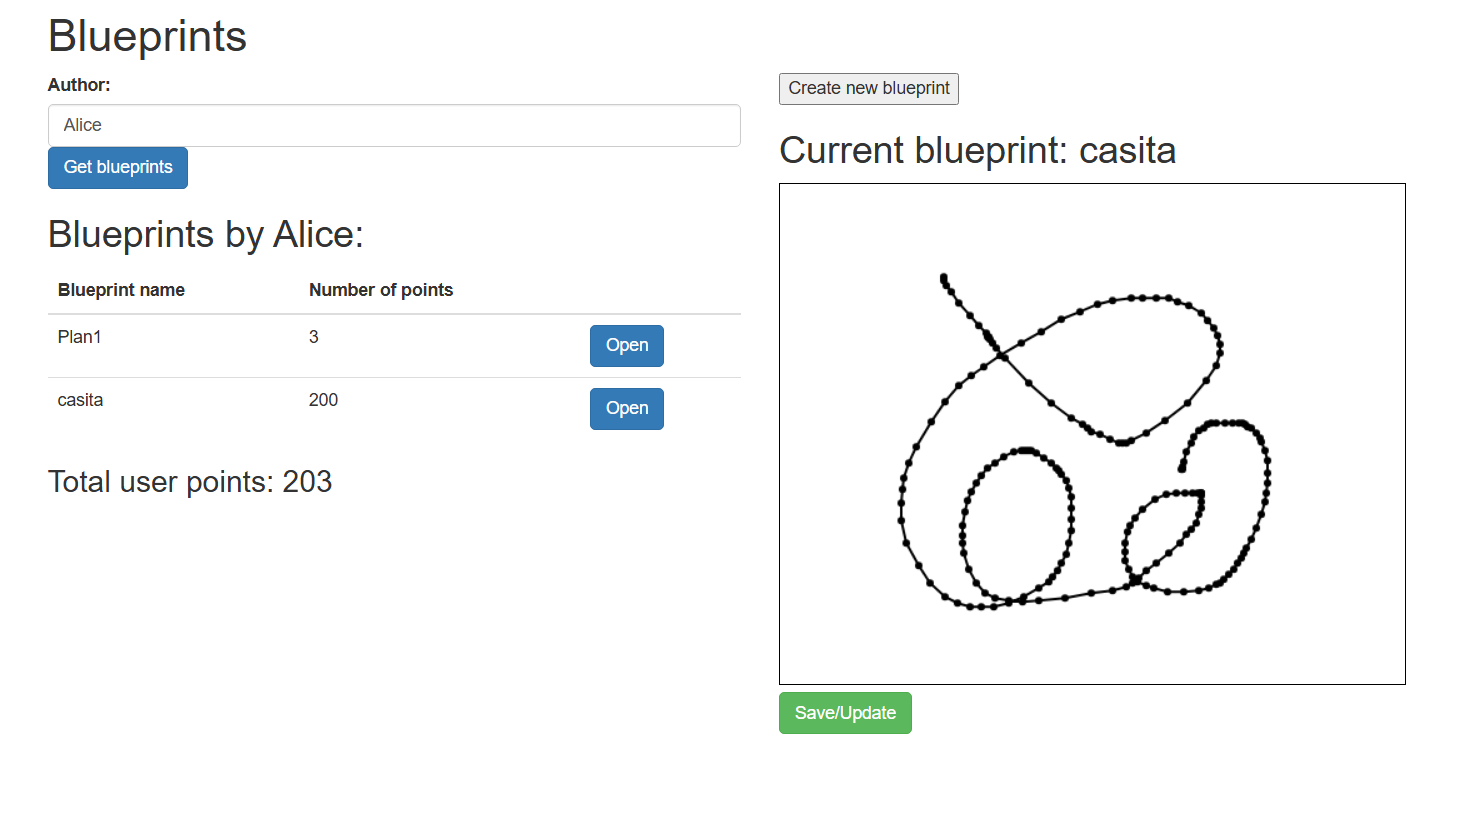 Blueprints
Author:
Alice
Get blueprints
Blueprints by Alice:
Blueprint name Number of points
Plan1 3 Open
casita 200 Open
Total user points: 203
Create new blueprint
Current blueprint: casita
Save/Update